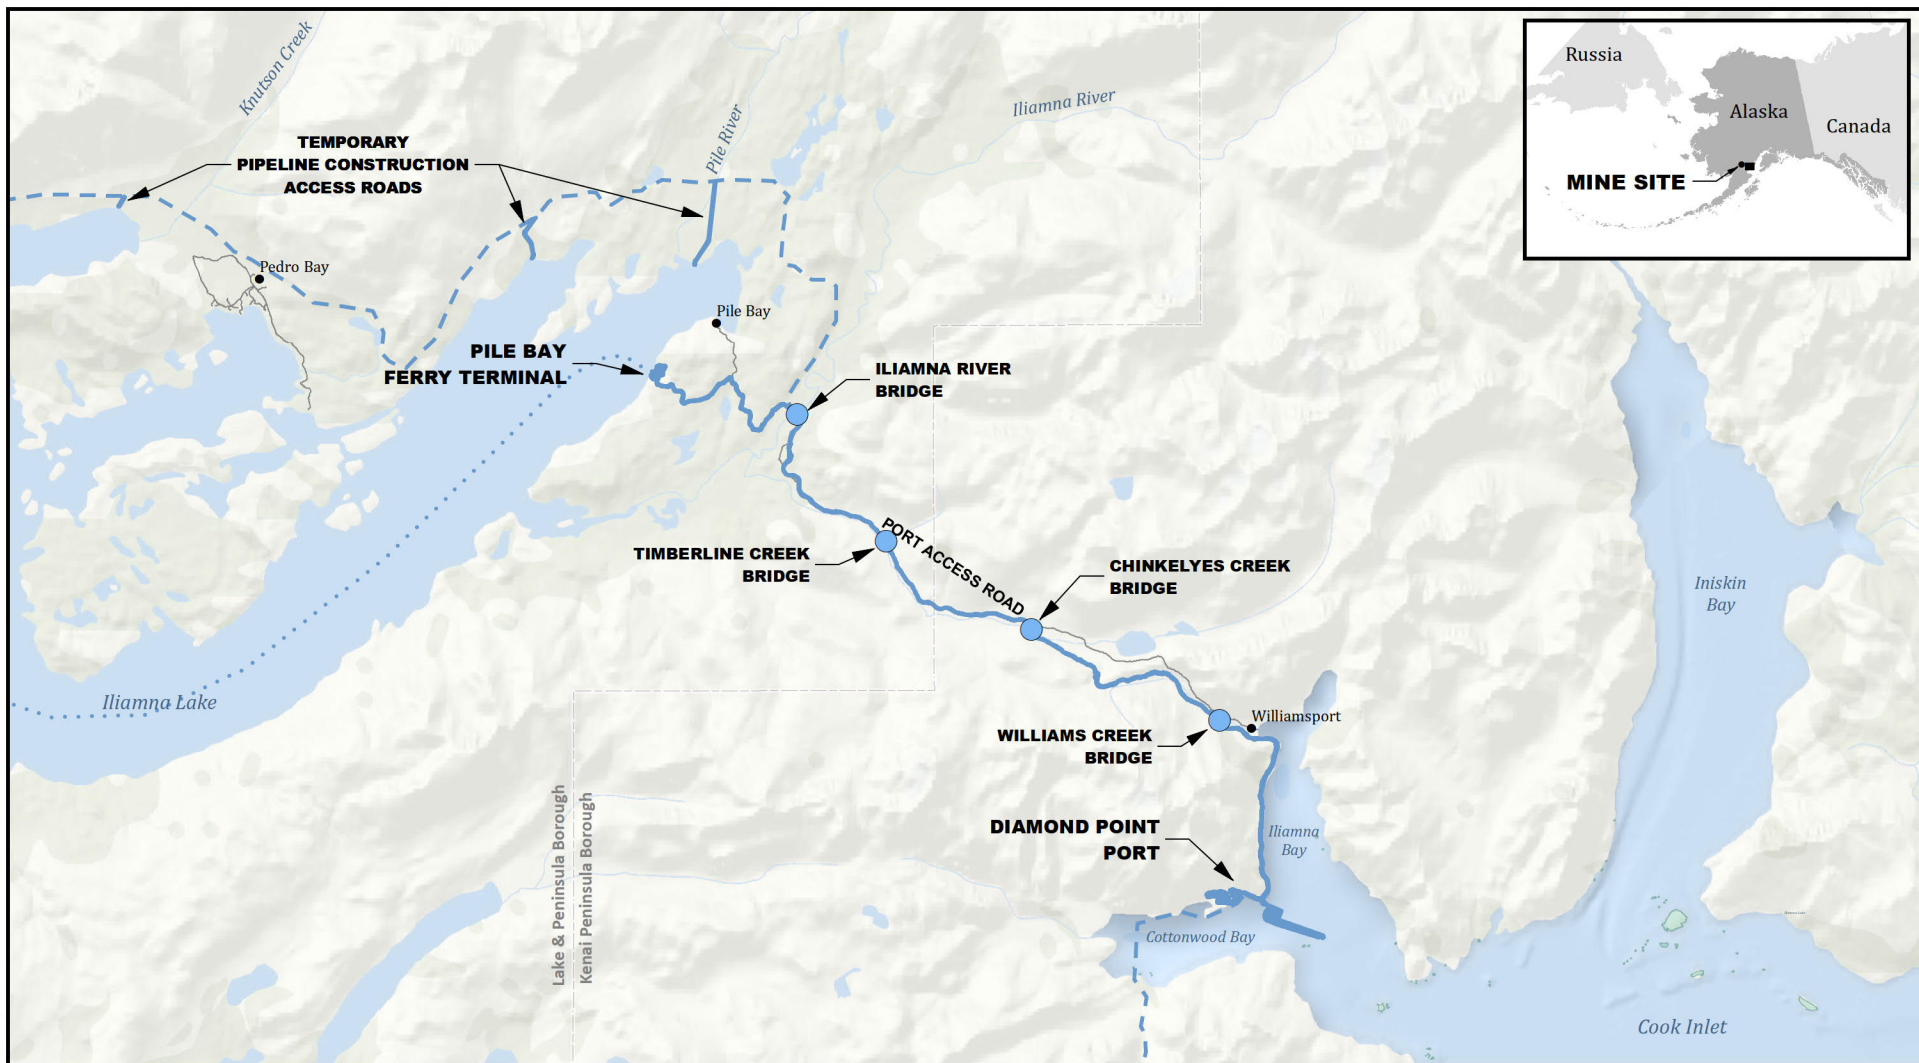 Knutson Creek
TEMPORARY
PIPELINE CONSTRUCTION
ACCESS ROADS
Pile River
Iliamna River
Russia
Alaska
Canada
MINE SITE
Pedro Bay
Pile Bay
PILE BAY
FERRY TERMINAL
ILIAMNA RIVER
BRIDGE
PORT ACCESS ROAD
TIMBERLINE CREEK
BRIDGE
CHINKELYES CREEK
BRIDGE
Iniskin
Bay
Iliamna Lake
Williamsport
WILLIAMS CREEK
BRIDGE
Lake & Peninsula Borough
Kenai Peninsula Borough
DIAMOND POINT
PORT
Iliamna
Bay
Cottonwood Bay
Cook Inlet